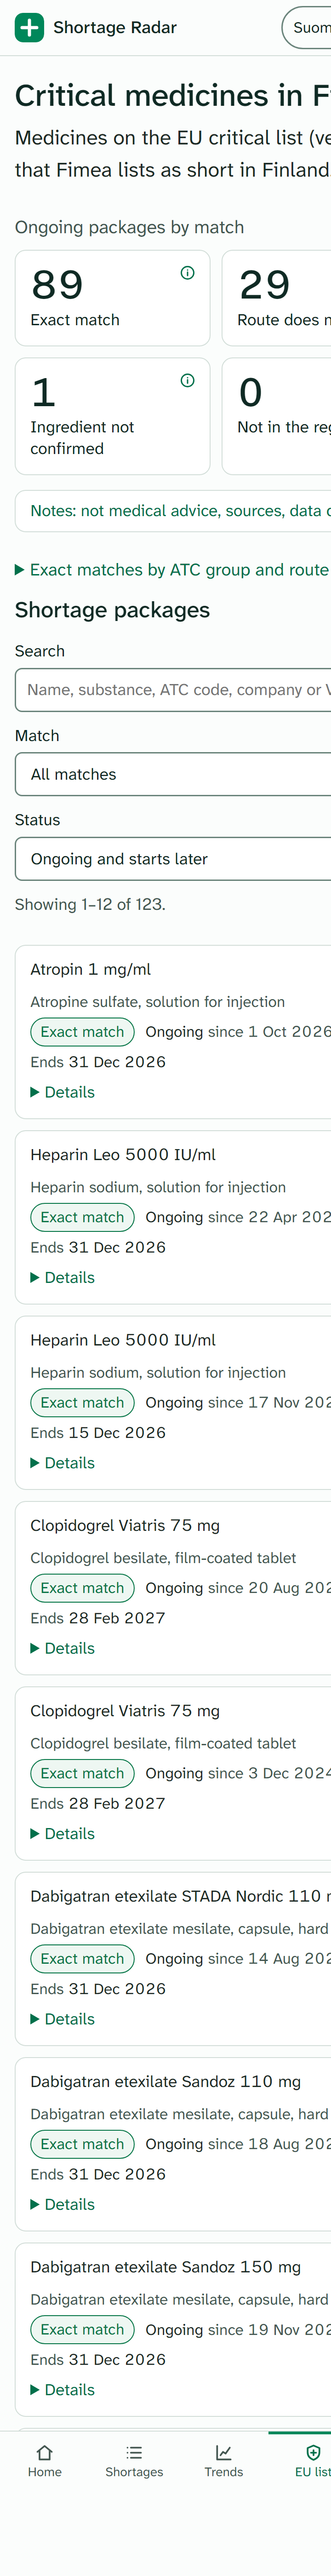 Shortage Radar
Critical medicines in
Medicines on the EU critical list
that Fimea lists as short in Finland
Ongoing packages by match
89
Exact match
29
Route does
1
Ingredient not
confirmed
0
Not in the
Notes: not medical advice, sources, data
Exact matches by ATC group and route
Shortage packages
Search
Name, substance, ATC code, company or
Match
All matches
Status
Ongoing and starts later
Showing 1–12 of 123.
Atropin 1 mg/ml
Atropine sulfate, solution for injection
Exact match Ongoing since 1 Oct 2026
Ends 31 Dec 2026
Details
Heparin Leo 5000 IU/ml
Heparin sodium, solution for injection
Exact match Ongoing since 22 Apr
Ends 31 Dec 2026
Details
Heparin Leo 5000 IU/ml
Heparin sodium, solution for injection
Exact match Ongoing since 17 Nov
Ends 15 Dec 2026
Details
Clopidogrel Viatris 75 mg
Clopidogrel besilate, film-coated tablet
Exact match Ongoing since 20 Aug
Ends 28 Feb 2027
Details
Clopidogrel Viatris 75 mg
Clopidogrel besilate, film-coated tablet
Exact match Ongoing since 3 Dec 2024
Ends 28 Feb 2027
Details
Dabigatran etexilate STADA Nordic 110
Dabigatran etexilate mesilate, capsule, hard
Exact match Ongoing since 14 Aug
Ends 31 Dec 2026
Details
Dabigatran etexilate Sandoz 110 mg
Dabigatran etexilate mesilate, capsule, hard
Exact match Ongoing since 18 Aug
Ends 31 Dec 2026
Details
Dabigatran etexilate Sandoz 150 mg
Dabigatran etexilate mesilate, capsule, hard
Exact match Ongoing since 19 Nov
Ends 31 Dec 2026
Details
Home Shortages Trends EU list